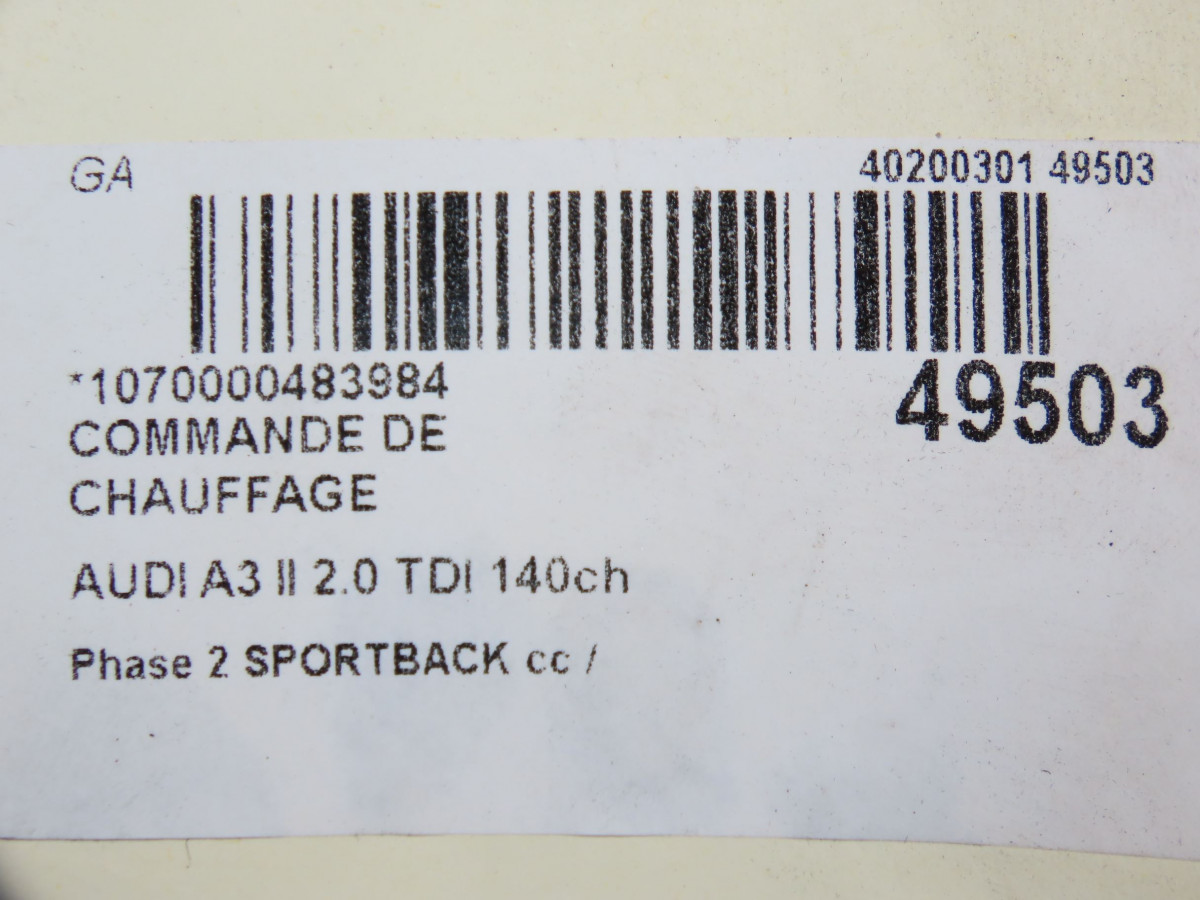 GA
40200301 49503
*1070000483984
49503
COMMANDE DE
CHAUFFAGE
AUDI A3 II 2.0 TDI 140ch
Phase 2 SPORTBACK cc /